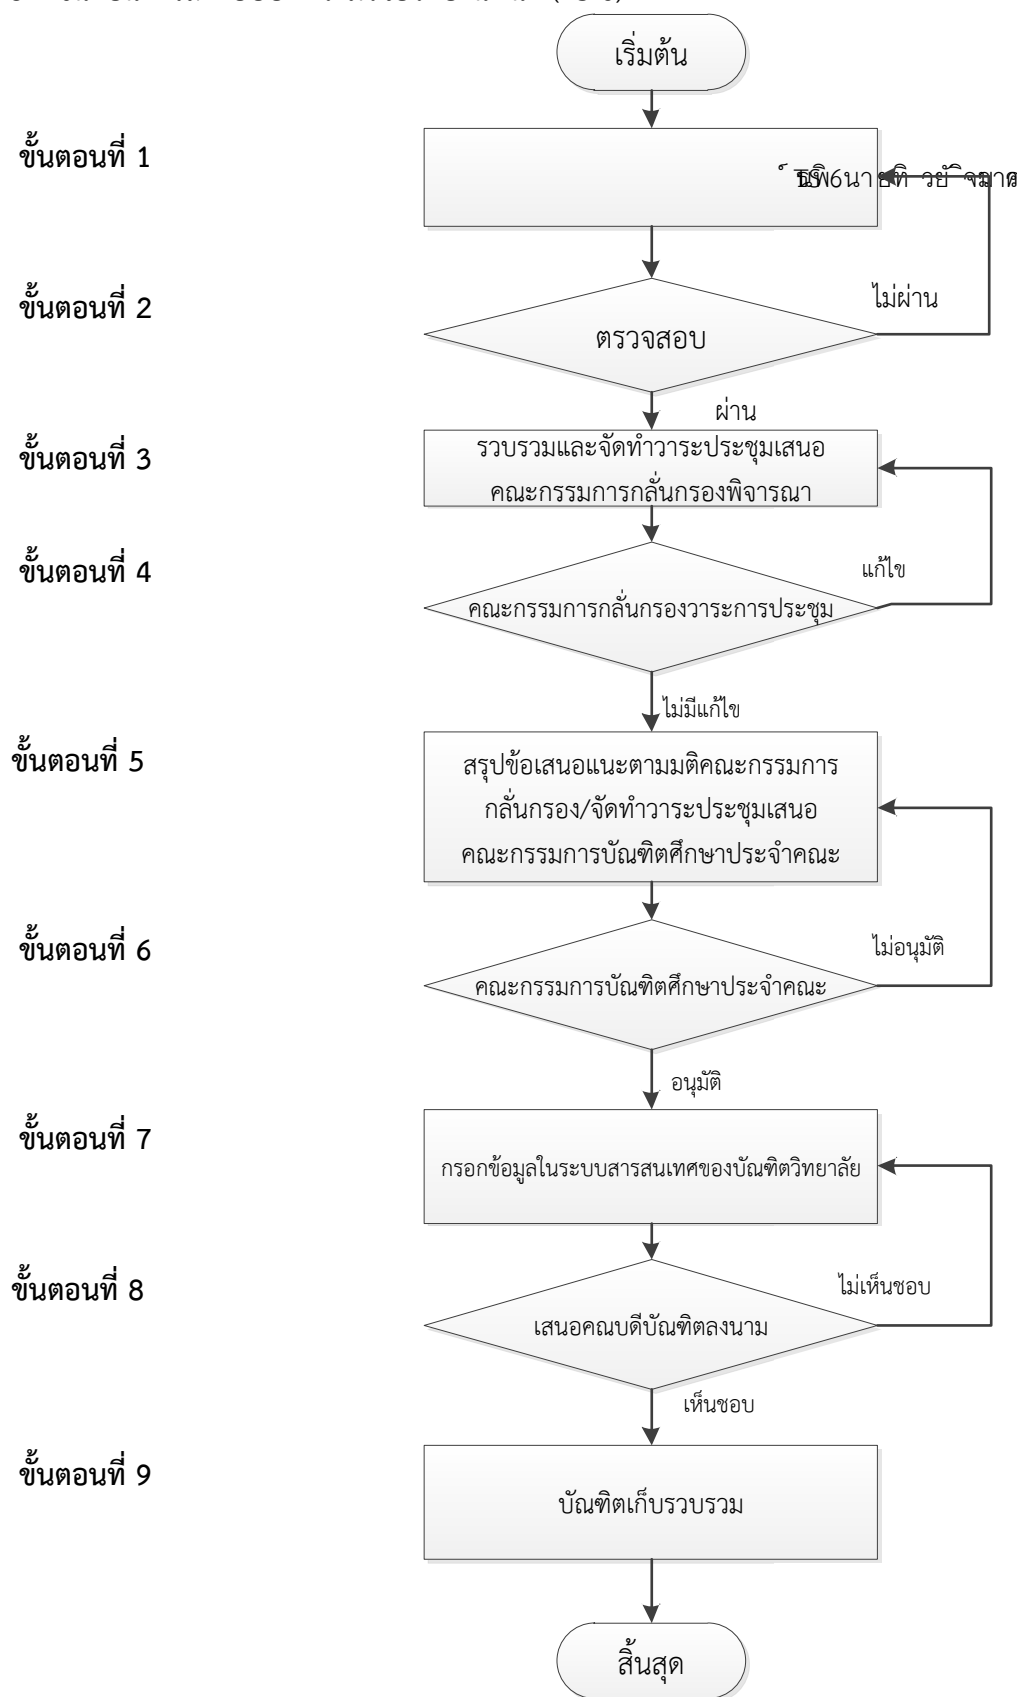 เริ่มต้น
ขั้นตอนที่ 1
ขั้นตอนที่ 2
ไม่ผ่าน
ตรวจสอบ
ผ่าน
ขั้นตอนที่ 3
รวบรวมและจัดทำวาระประชุมเสนอ
คณะกรรมการกลั่นกรองพิจารณา
ขั้นตอนที่ 4
แก้ไข
คณะกรรมการกลั่นกรองวาระการประชุม
ไม่มีแก้ไข
ขั้นตอนที่ 5
สรุปข้อเสนอแนะตามมติคณะกรรมการ
กลั่นกรอง/จัดทำวาระประชุมเสนอ
คณะกรรมการบัณฑิตศึกษาประจำคณะ
ขั้นตอนที่ 6
ไม่อนุมัติ
คณะกรรมการบัณฑิตศึกษาประจำคณะ
อนุมัติ
ขั้นตอนที่ 7
กรอกข้อมูลในระบบสารสนเทศของบัณฑิตวิทยาลัย
ขั้นตอนที่ 8
ไม่เห็นชอบ
เสนอคณบดีบัณฑิตลงนาม
เห็นชอบ
ขั้นตอนที่ 9
บัณฑิตเก็บรวบรวม
สิ้นสุด